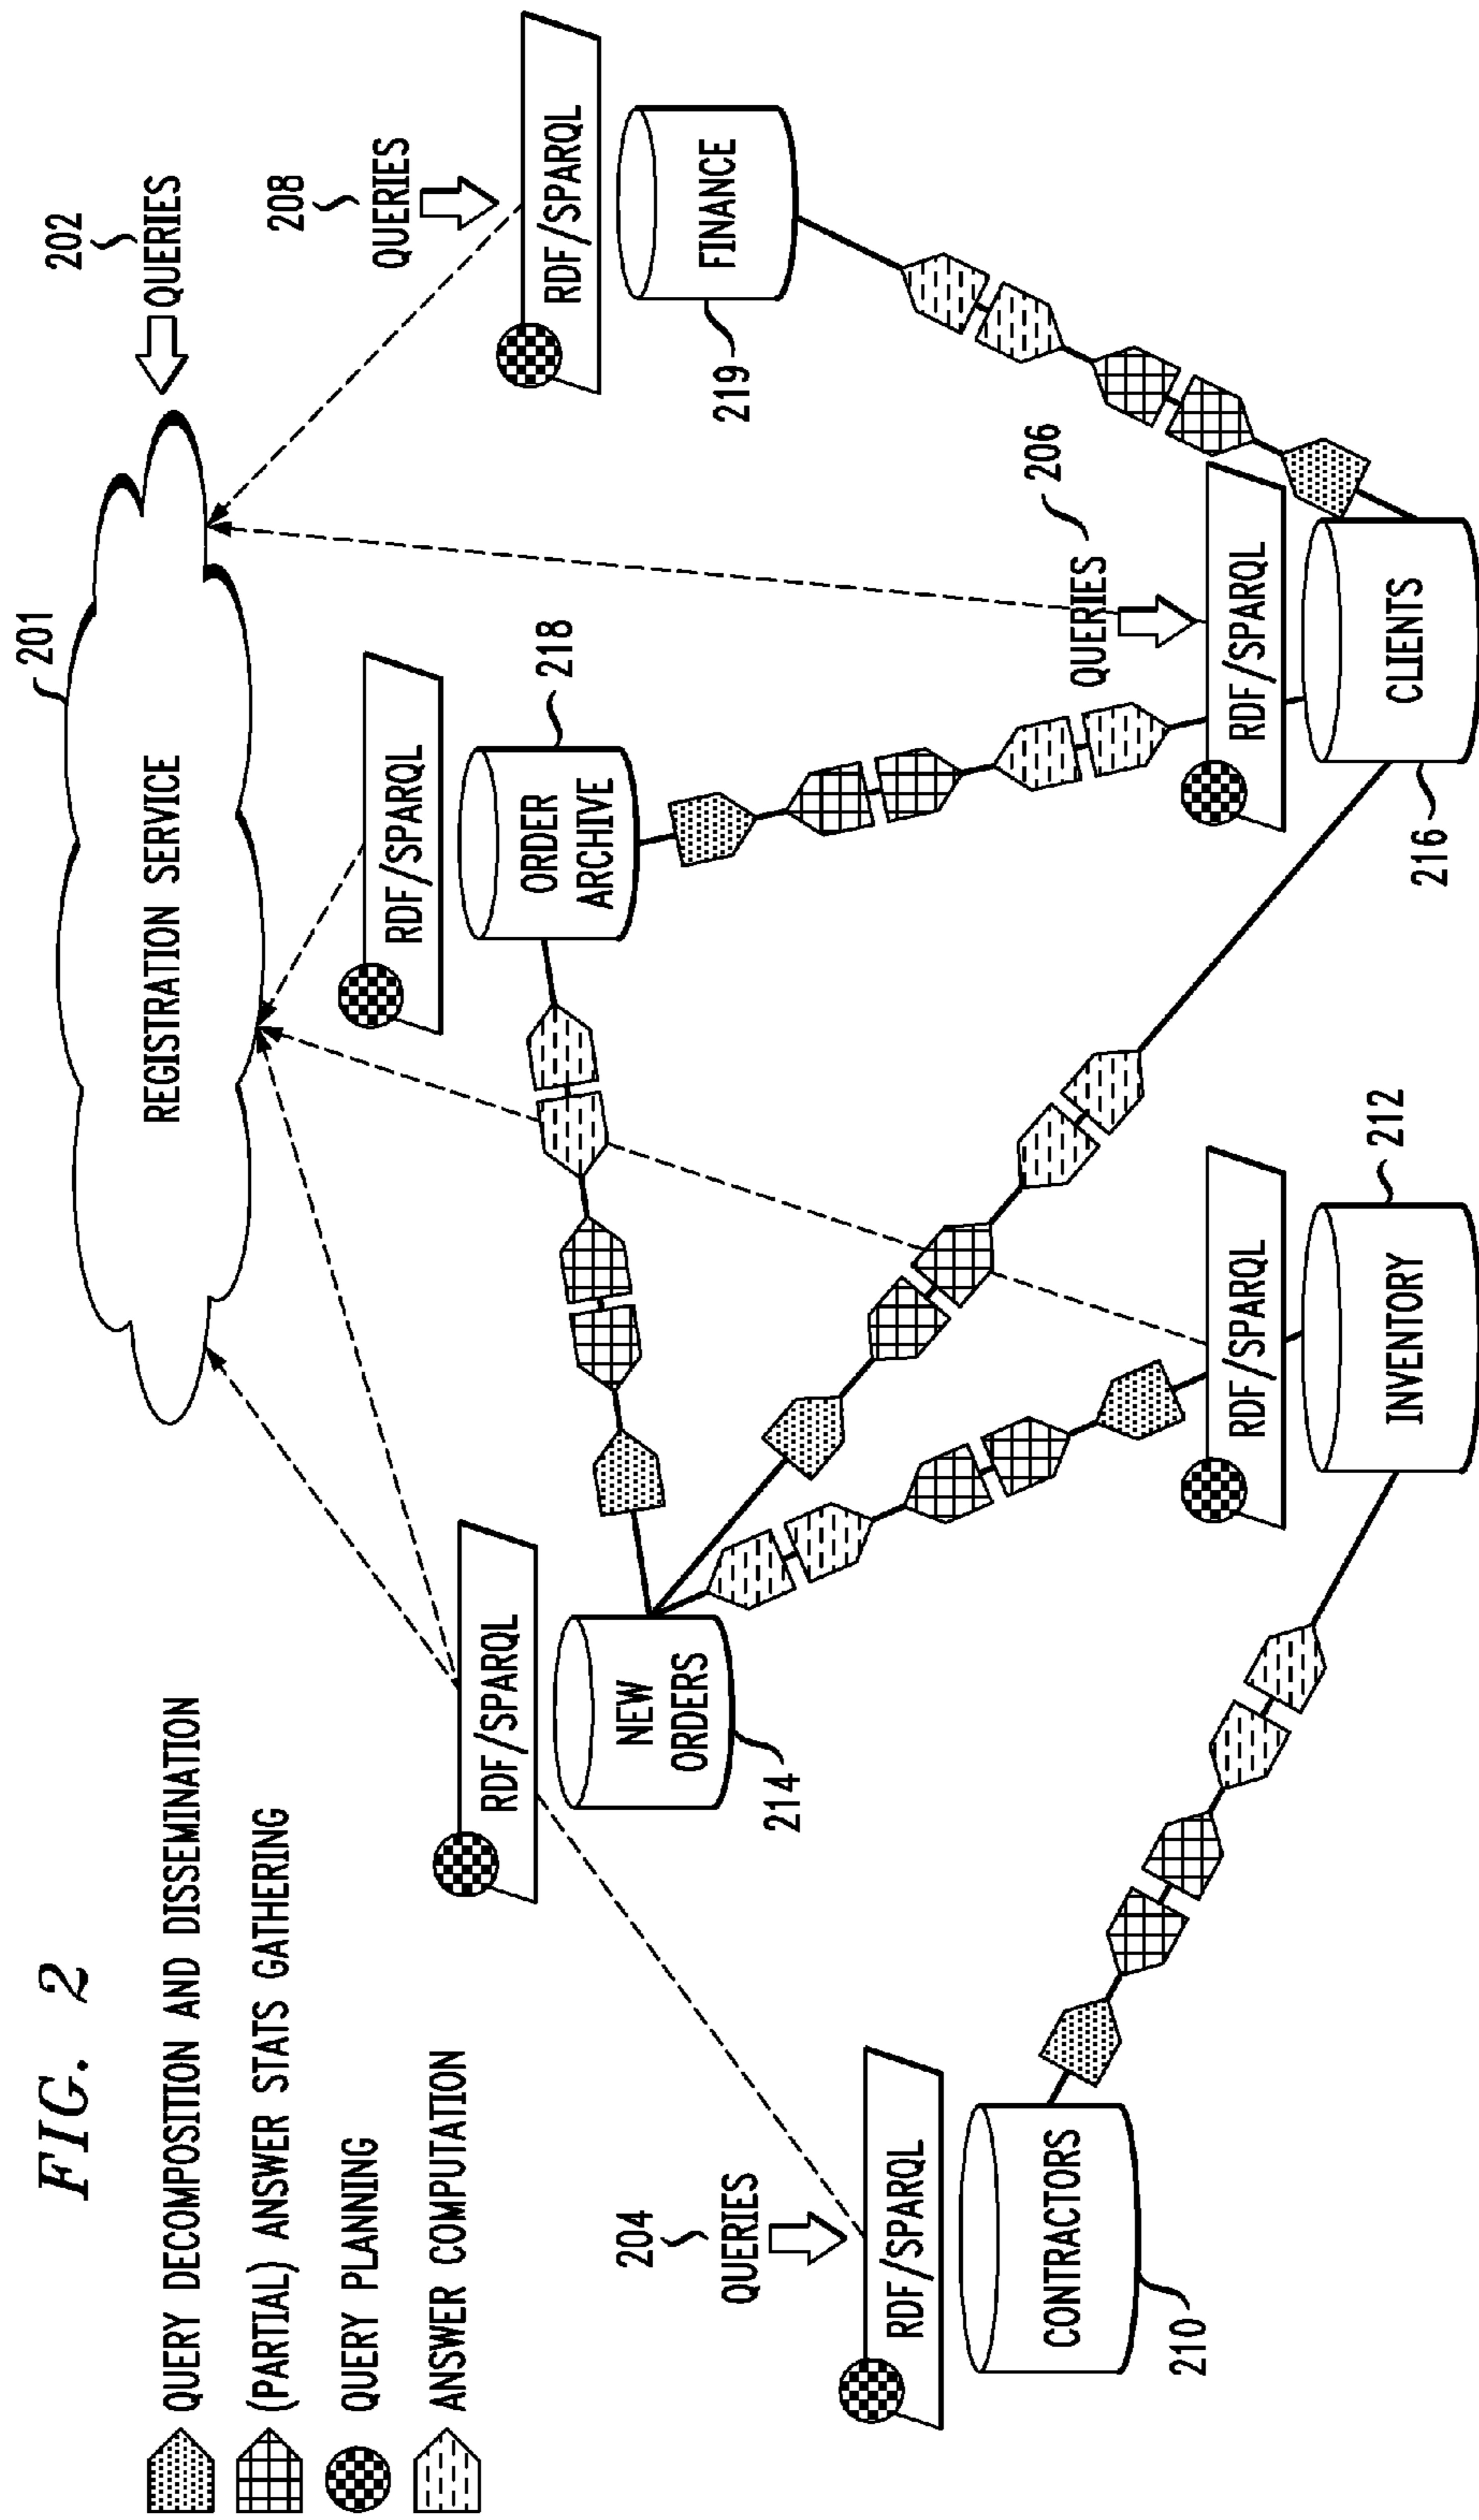 FIG. 2
QUERY DECOMPOSITION AND DISSEMINATION
(PARTIAL) ANSWER STATS GATHERING
QUERY PLANNING
ANSWER COMPUTATION
201
REGISTRATION SERVICE
202
QUERIES
208
QUERIES
RDF/SPARQL
FINANCE
219
RDF/SPARQL
218
ORDER
ARCHIVE
RDF/SPARQL
NEW
ORDERS
214
204
QUERIES
RDF/SPARQL
CONTRACTORS
210
RDF/SPARQL
212
INVENTORY
206
QUERIES
RDF/SPARQL
CLIENTS
216